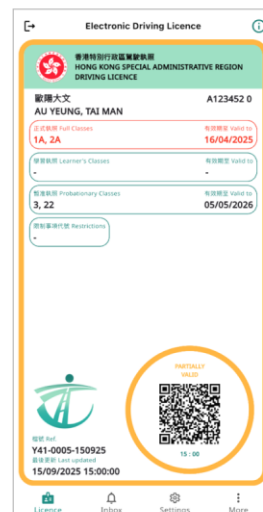 Electronic Driving Licence
香港特別行政區駕駛執照
HONG KONG SPECIAL ADMINISTRATIVE REGION
DRIVING LICENCE
歐陽大文
A123452 0
AU YEUNG, TAI MAN
正式執照 Full Classes
有效期至 Valid to
1A, 2A
16/04/2025
學習執照 Learner's Classes
有效期至 Valid to
-
-
暫准執照 Probationary Classes
有效期至 Valid to
3, 22
05/05/2026
限制事項代號 Restrictions
-
PARTIALLY
VALID
15 : 00
檔號 Ref.
Y41-0005-150925
最後更新 Last updated
15/09/2025 15:00:00
Licence
Inbox
Settings
More